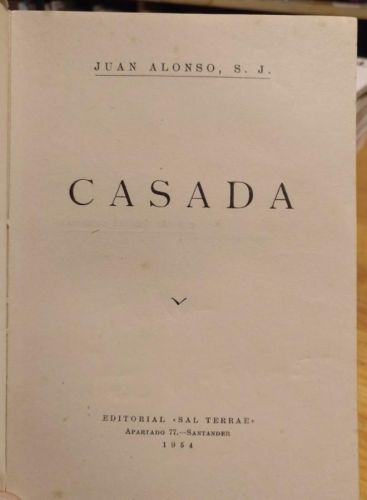 JUAN ALONSO, S. J.
CASADA
EDITORIAL «SAL TERRAE»
APARTADO 77.—SANTANDER
1954